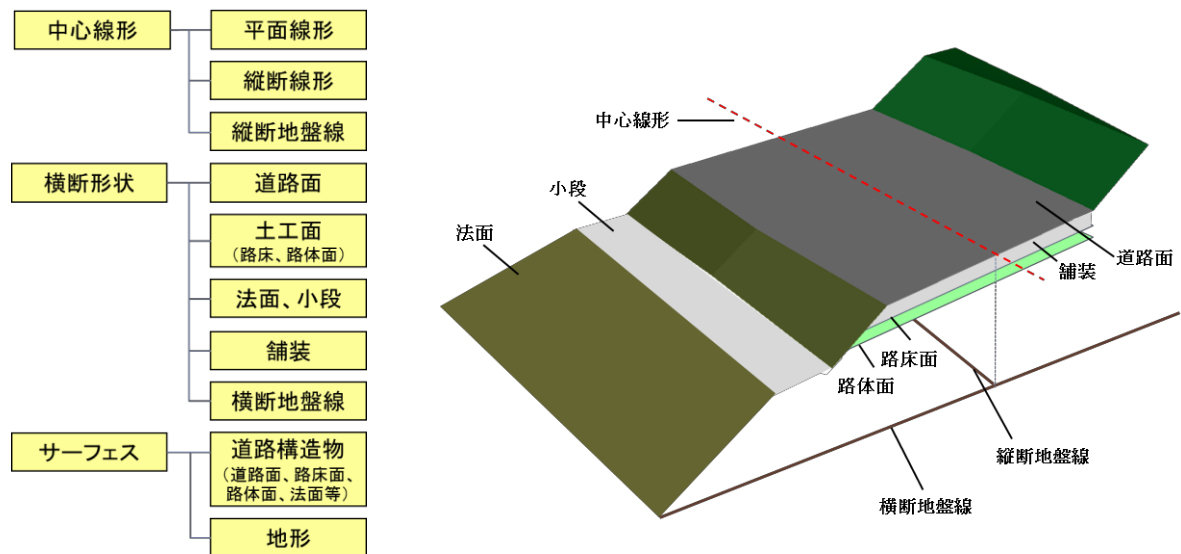 中心線形
平面線形
縦断線形
縦断地盤線
横断形状
道路面
土工面
（路床、路体面）
法面、小段
舗装
横断地盤線
サーフェス
道路構造物
（道路面、路床面、
路体面、法面等）
地形
中心線形
小段
法面
道路面
舗装
路床面
路体面
縦断地盤線
横断地盤線